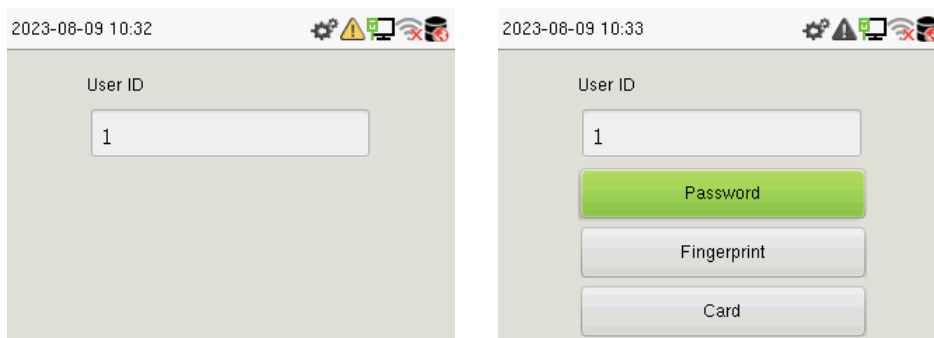 2023-08-09 10:32
User ID
1
2023-08-09 10:33
User ID
1
Password
Fingerprint
Card